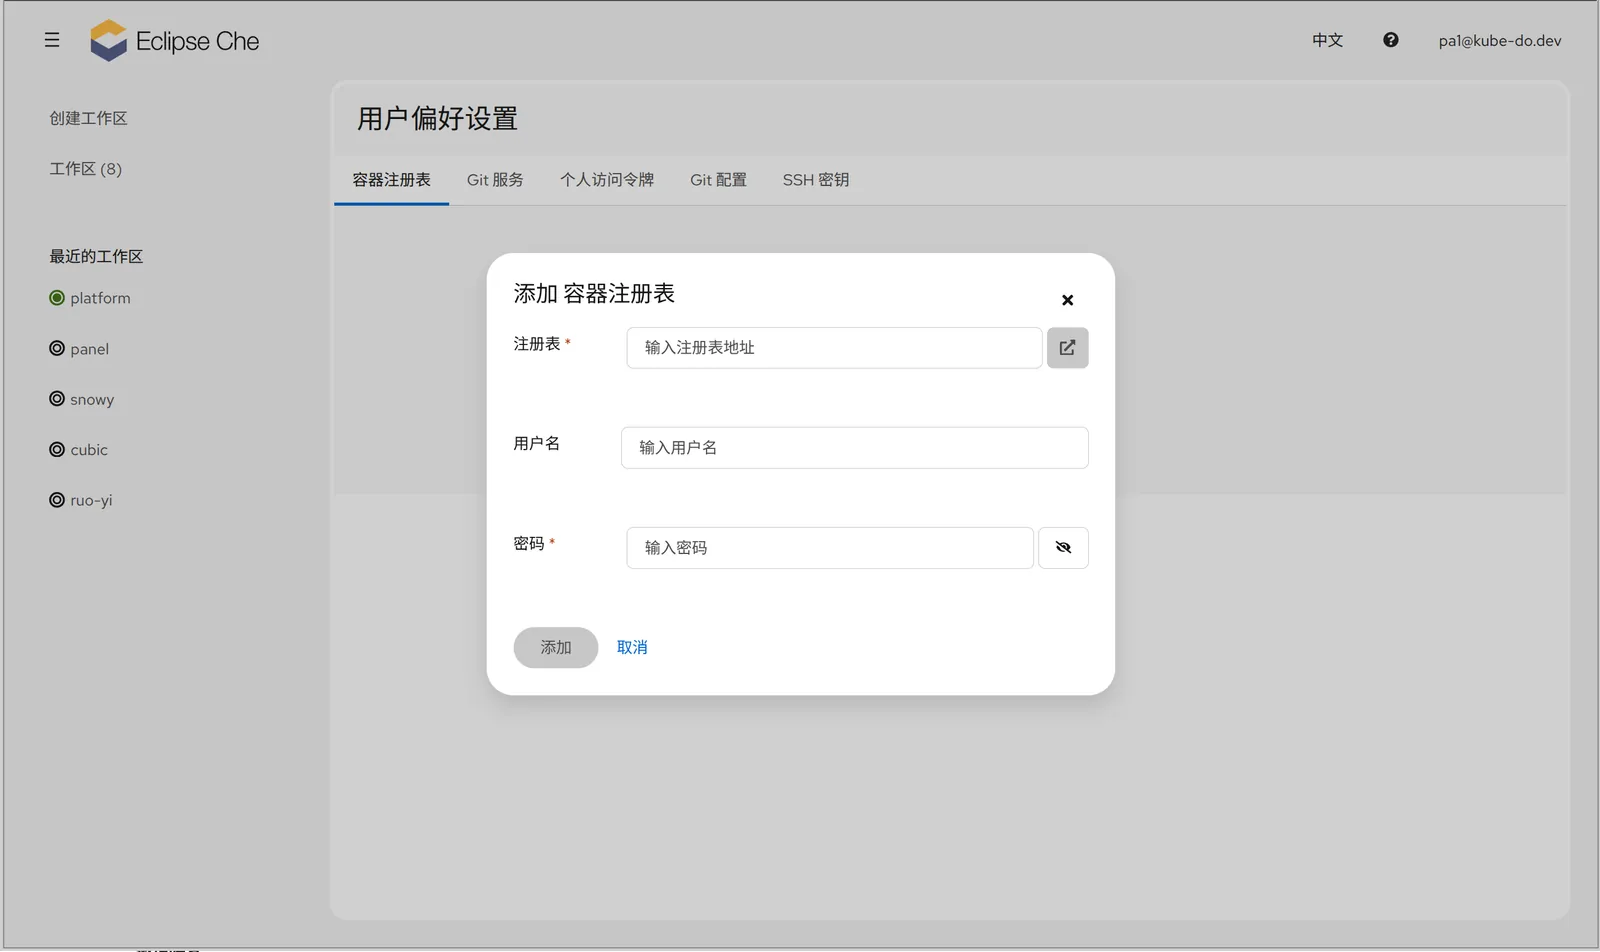 Eclipse Che
中文
pa1@kube-do.dev
创建工作区
工作区 (8)
最近的工作区
platform
panel
snowy
cubic
ruo-yi
用户偏好设置
容器注册表 Git 服务 个人访问令牌 Git 配置 SSH 密钥
添加 容器注册表
注册表 *
输入注册表地址
用户名
输入用户名
密码 *
输入密码
添加 取消